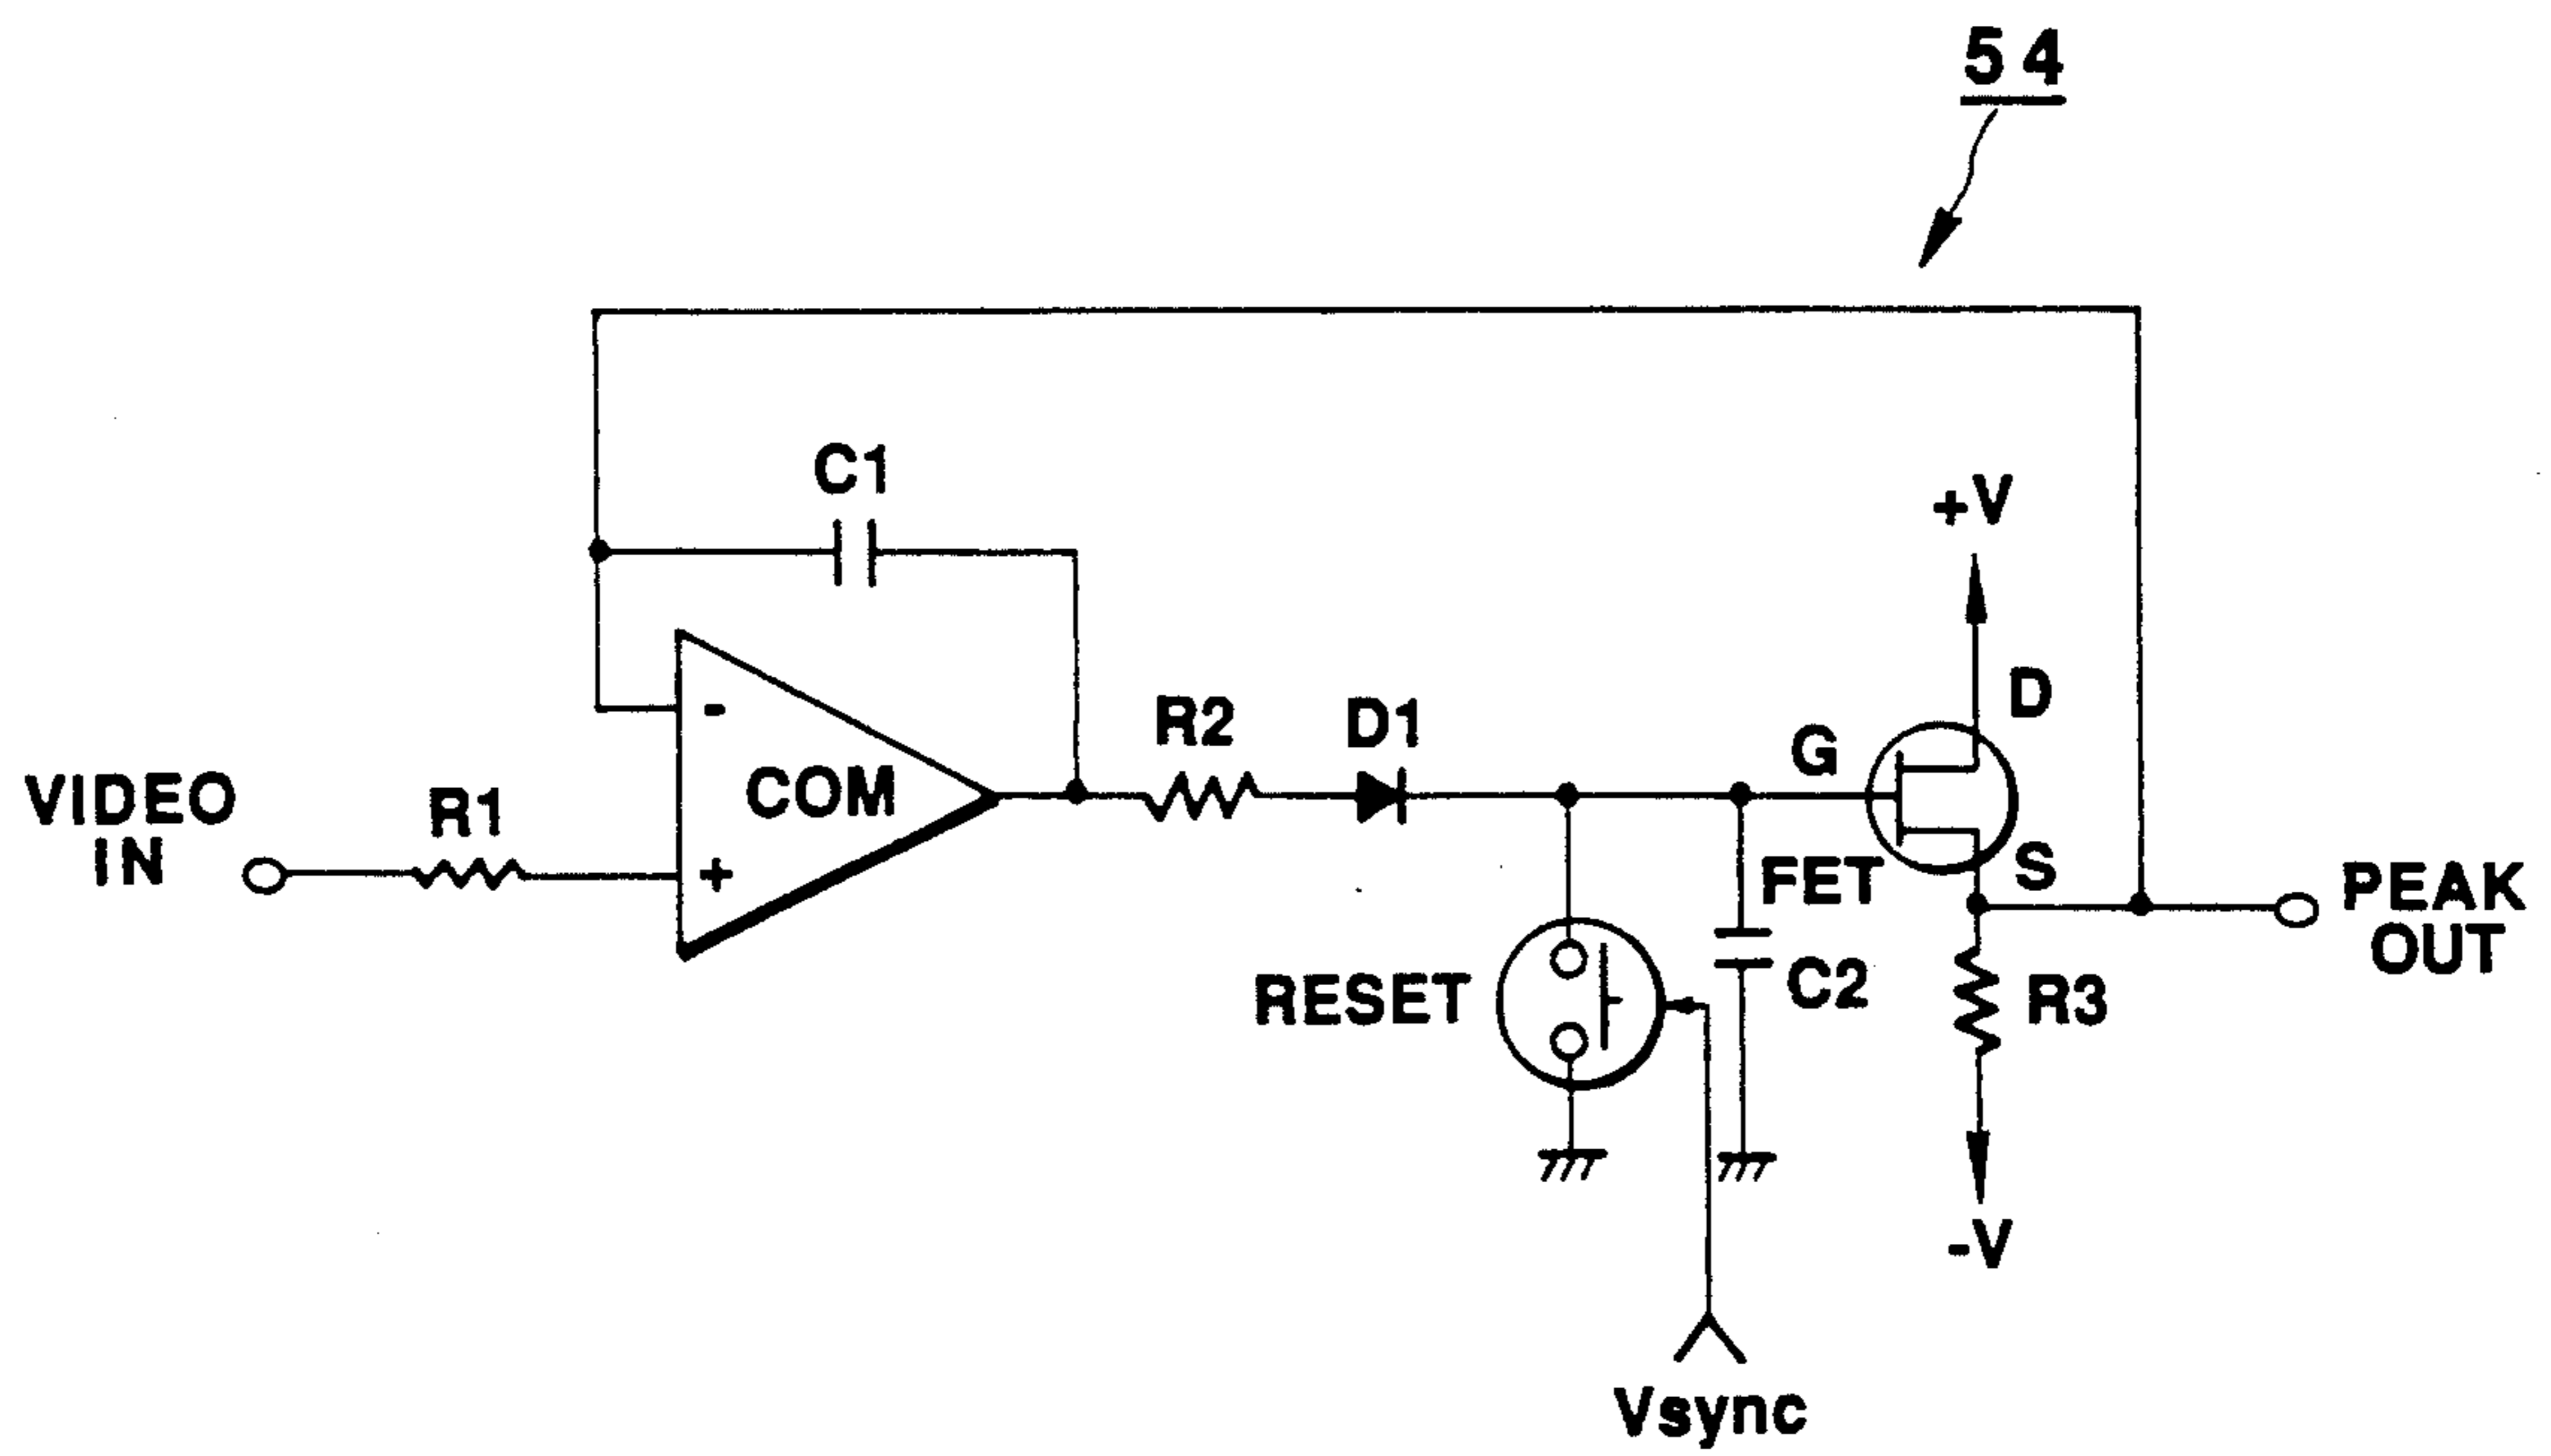 54
C1
+V
R2
D1
G
D
-
COM
VIDEO
IN
R1
+
FET
S
PEAK
OUT
RESET
C2
R3
-V
Vsync